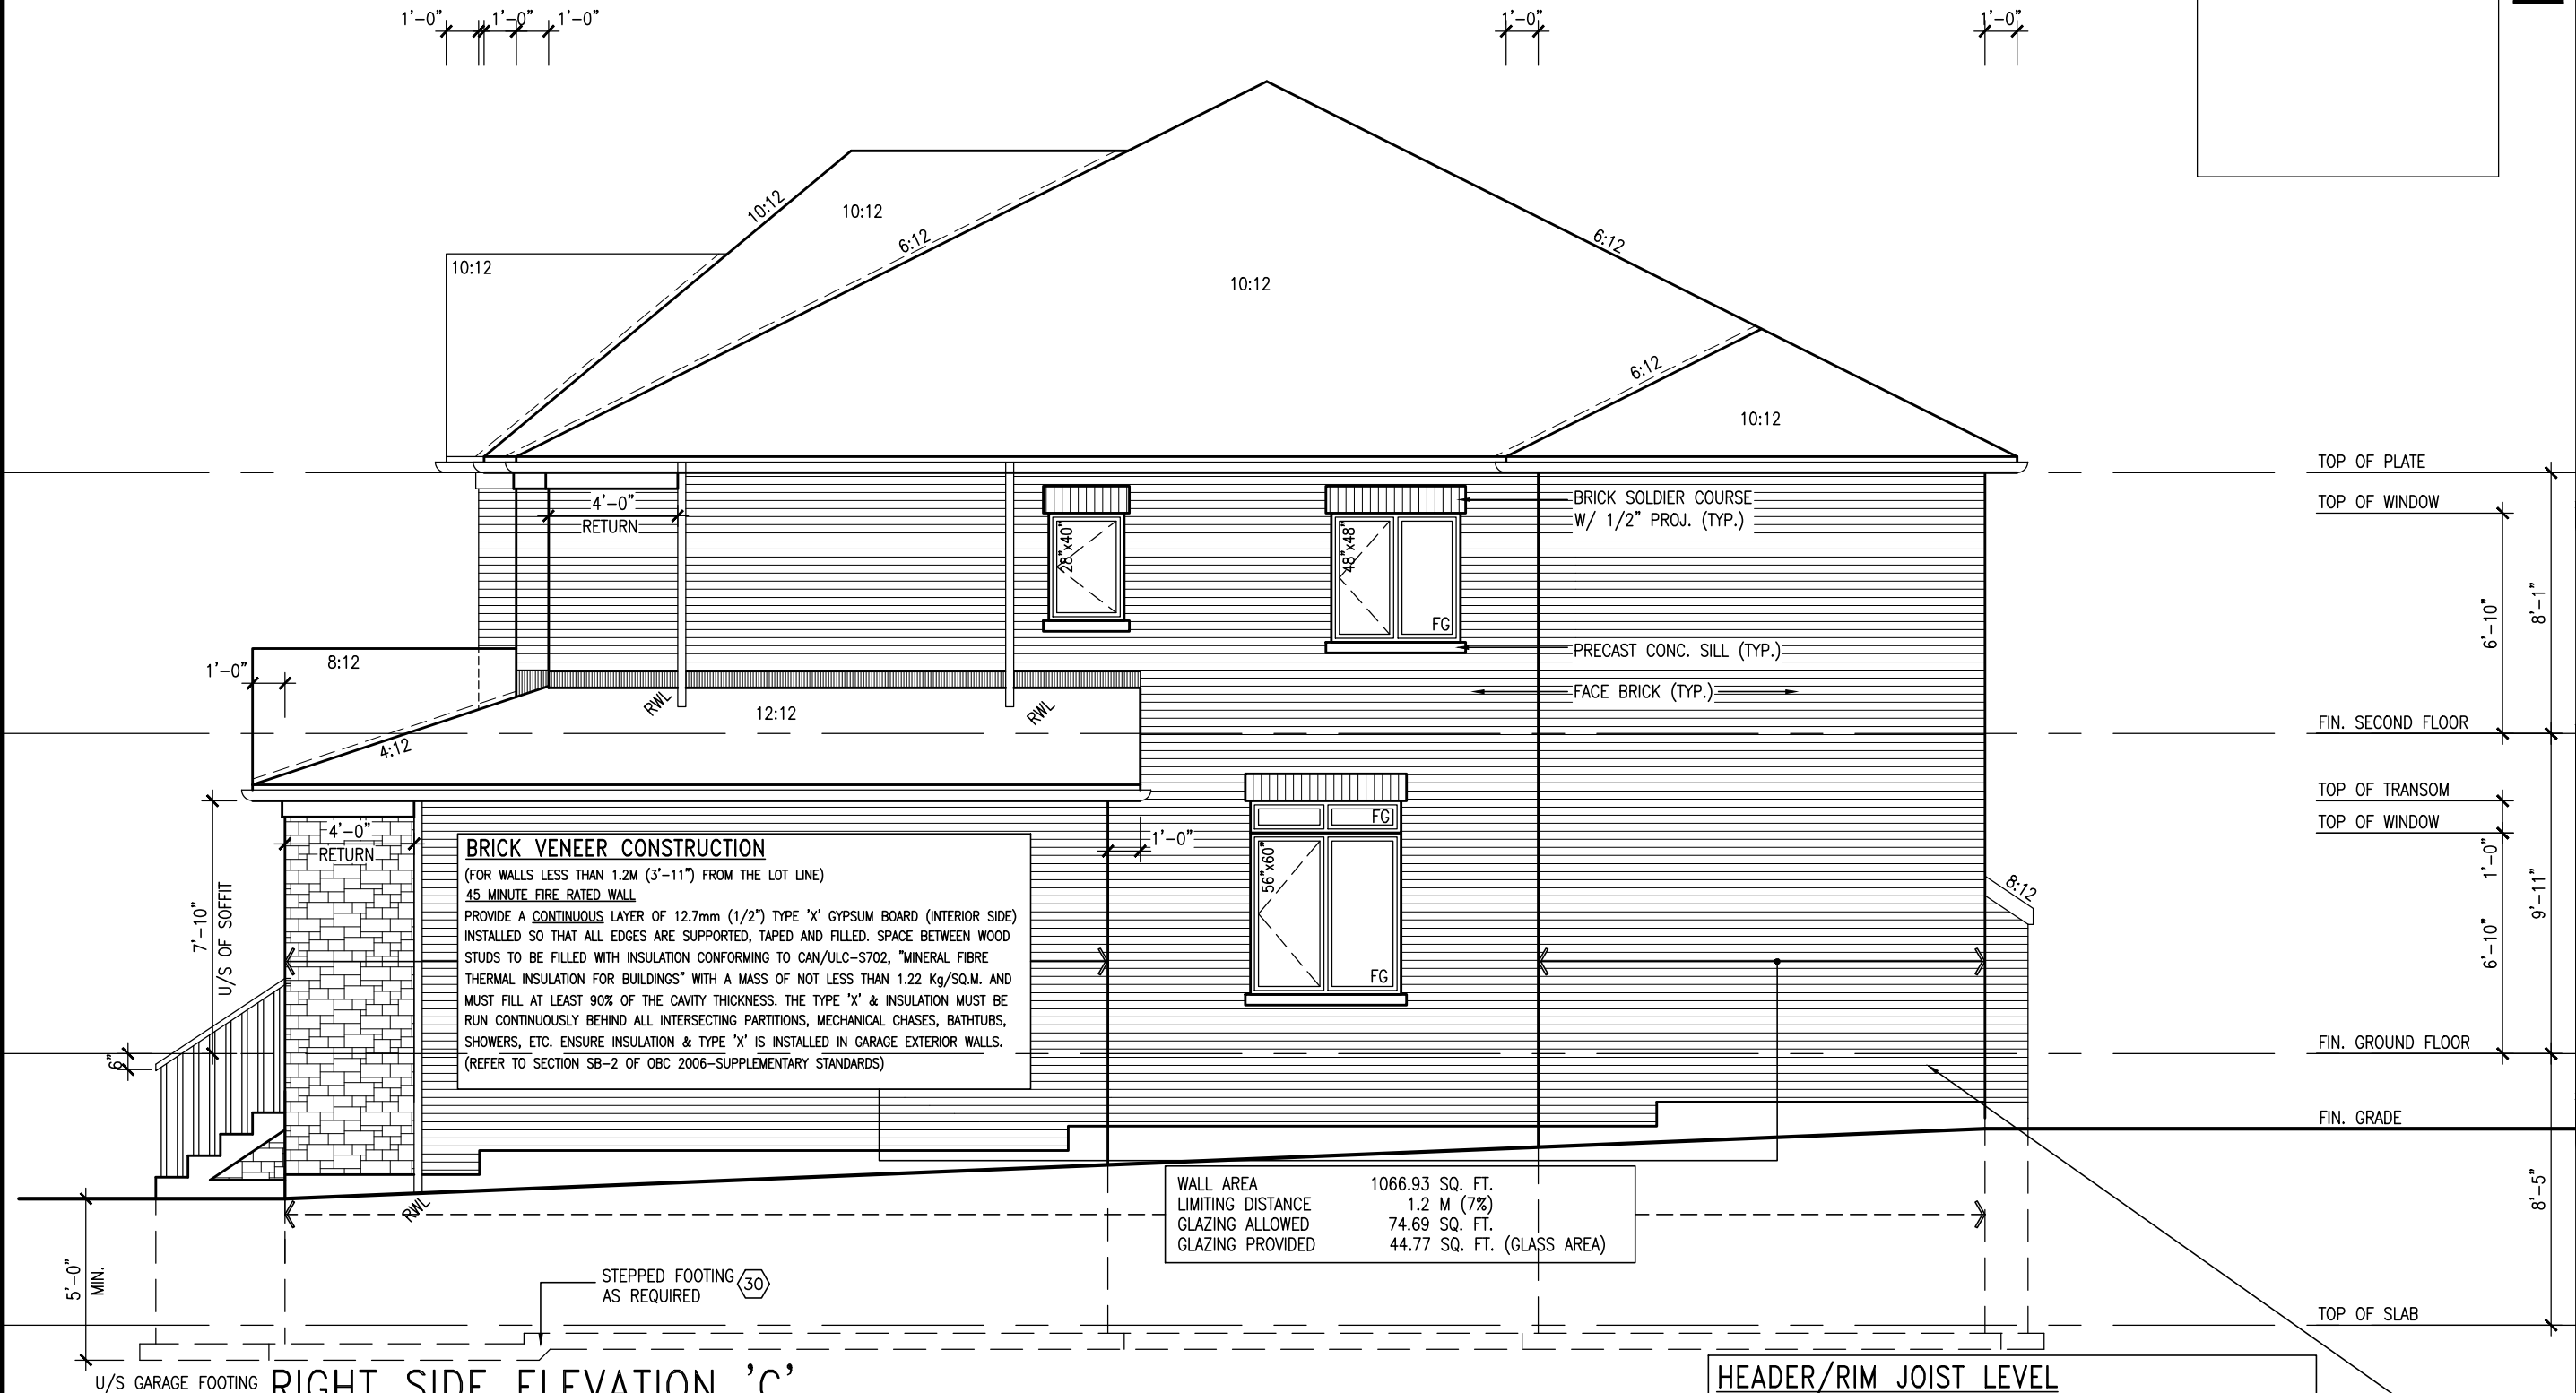 1'-0" 1'-0" 1'-0" 1'-0" 1'-0"
10:12
10:12
10:12
6:12
10:12
6:12
6:12
10:12
TOP OF PLATE
4'-0"
RETURN
28"x40"
48"x48"
FG
BRICK SOLDIER COURSE
W/ 1/2" PROJ. (TYP.)
TOP OF WINDOW
6'-10"
8'-1"
PRECAST CONC. SILL (TYP.)
FACE BRICK (TYP.)
1'-0"
8:12
RWL
RWL
12:12
4:12
FIN. SECOND FLOOR
TOP OF TRANSOM
TOP OF WINDOW
1'-0"
6'-10"
9'-11"
4'-0"
RETURN
7'-10"
U/S OF SOFFIT
6"
1'-0"
FG
56"x60"
FG
8:12
BRICK VENEER CONSTRUCTION
(FOR WALLS LESS THAN 1.2M (3'-11") FROM THE LOT LINE)
45 MINUTE FIRE RATED WALL
PROVIDE A CONTINUOUS LAYER OF 12.7mm (1/2") TYPE 'X' GYPSUM BOARD (INTERIOR SIDE)
INSTALLED SO THAT ALL EDGES ARE SUPPORTED, TAPED AND FILLED. SPACE BETWEEN WOOD
STUDS TO BE FILLED WITH INSULATION CONFORMING TO CAN/ULC-S702, "MINERAL FIBRE
THERMAL INSULATION FOR BUILDINGS" WITH A MASS OF NOT LESS THAN 1.22 Kg/SQ.M. AND
MUST FILL AT LEAST 90% OF THE CAVITY THICKNESS. THE TYPE 'X' & INSULATION MUST BE
RUN CONTINUOUSLY BEHIND ALL INTERSECTING PARTITIONS, MECHANICAL CHASES, BATHTUBS,
SHOWERS, ETC. ENSURE INSULATION & TYPE 'X' IS INSTALLED IN GARAGE EXTERIOR WALLS.
(REFER TO SECTION SB-2 OF OBC 2006-SUPPLEMENTARY STANDARDS)
FIN. GROUND FLOOR
FIN. GRADE
8'-5"
RWL
WALL AREA 1066.93 SQ. FT.
LIMITING DISTANCE 1.2 M (7%)
GLAZING ALLOWED 74.69 SQ. FT.
GLAZING PROVIDED 44.77 SQ. FT. (GLASS AREA)
5'-0"
MIN.
STEPPED FOOTING 30
AS REQUIRED
TOP OF SLAB
U/S GARAGE FOOTING
RIGHT SIDE ELEVATION 'C'
HEADER/RIM JOIST LEVEL